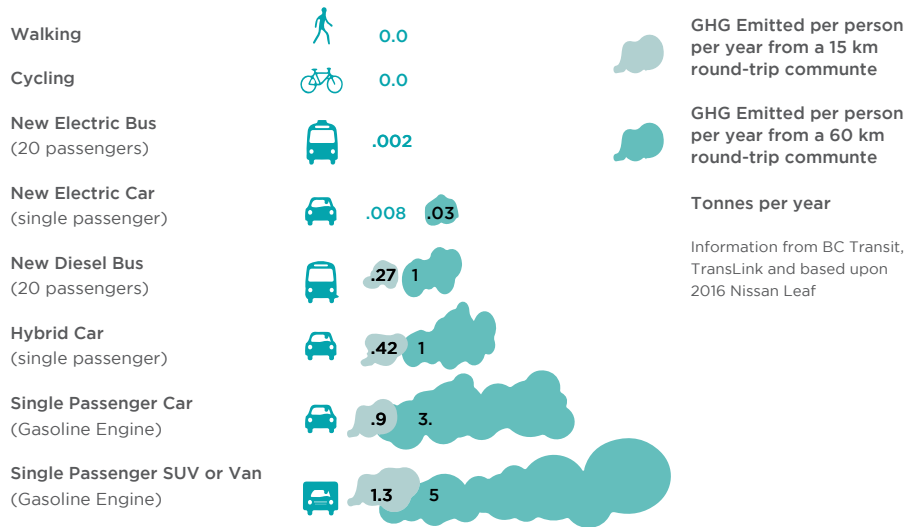 Walking
0.0
Cycling
0.0
New Electric Bus
(20 passengers)
.002
New Electric Car
(single passenger)
.008
.03
New Diesel Bus
(20 passengers)
.27
1
Hybrid Car
(single passenger)
.42
1
Single Passenger Car
(Gasoline Engine)
.9
3.
Single Passenger SUV or Van
(Gasoline Engine)
1.3
5
GHG Emitted per person
per year from a 15 km
round-trip communte
GHG Emitted per person
per year from a 60 km
round-trip communte
Tonnes per year
Information from BC Transit,
TransLink and based upon
2016 Nissan Leaf